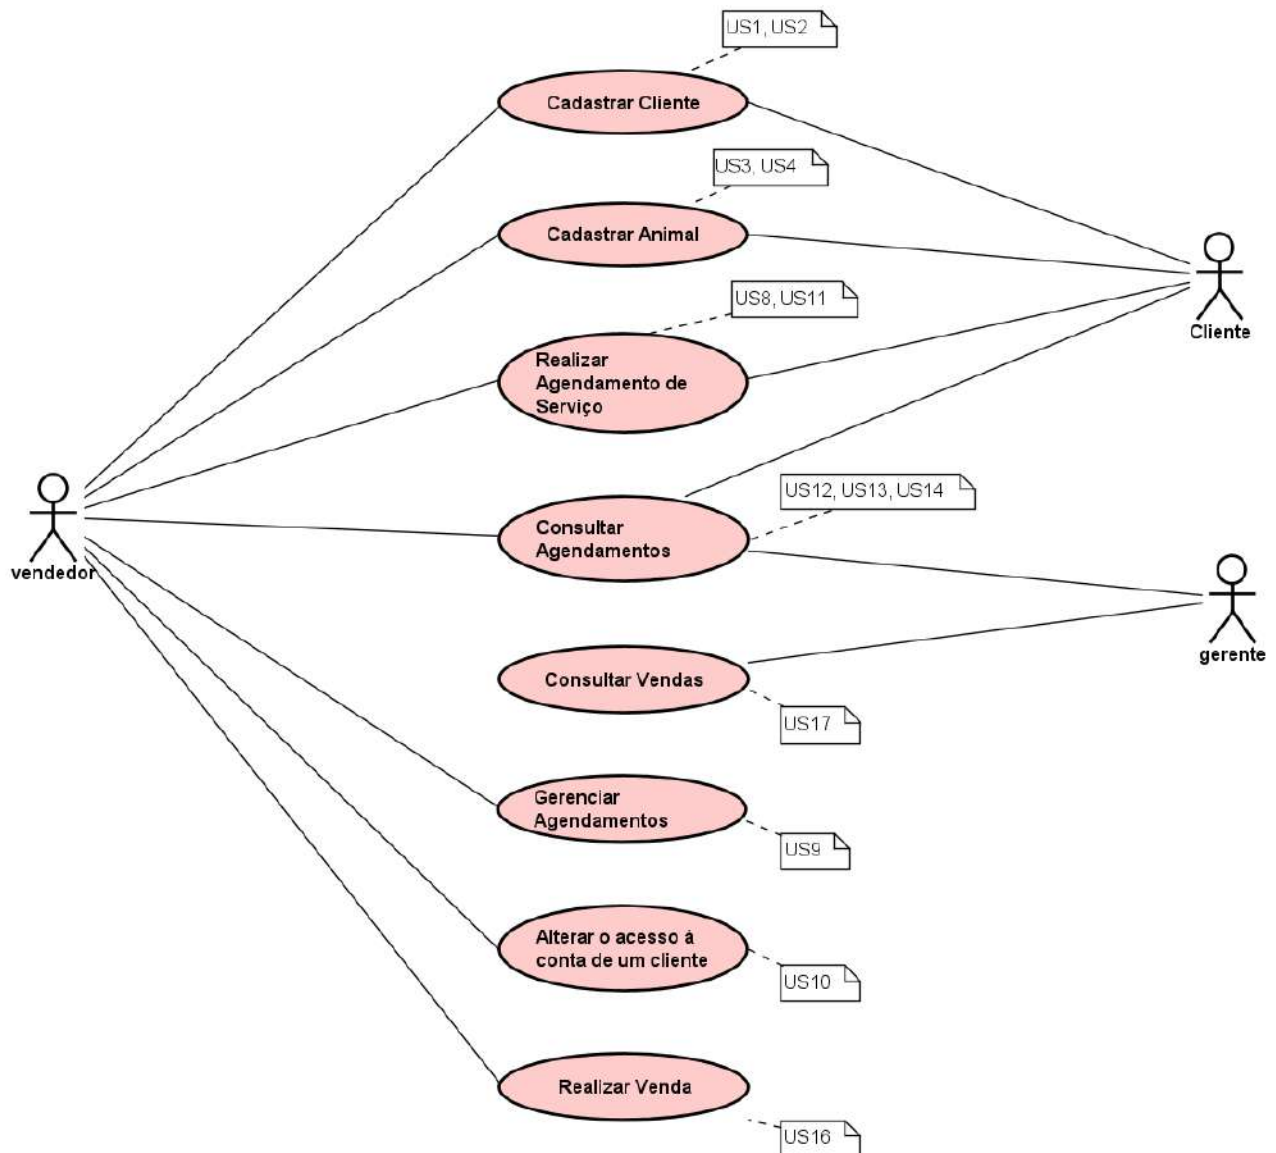 US1, US2
Cadastrar Cliente
US3, US4
Cadastrar Animal
US8, US11
Realizar
Agendamento de
Serviço
Cliente
US12, US13, US14
Consultar
Agendamentos
vendedor
gerente
Consultar Vendas
US17
Gerenciar
Agendamentos
US9
Alterar o acesso à
conta de um cliente
US10
Realizar Venda
US16